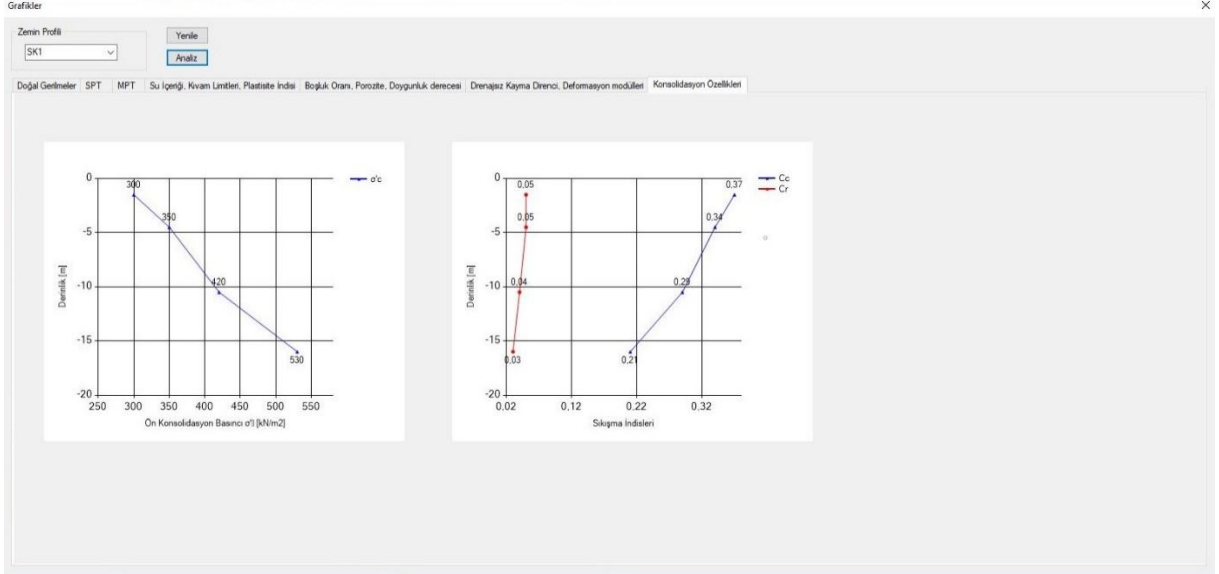 Grafikler
Zemin Profili
SK1
Yenile
Analiz
Doğal Gerilmeler SPT MPT Su İçeriği, Kıvam Limitleri, Plastisite İndisi Boşluk Oranı, Porozite, Doygunluk derecesi Drenajsız Kayma Direnci, Deformasyon modülleri Konsolidasyon Özellikleri
0
-5
-10
-15
-20
Derinlik [m]
300
350
420
530
250 300 350 400 450 500 550
Ön Konsolidasyon Basıncı σ'l [kN/m2]
σ'c
0
-5
-10
-15
-20
Derinlik [m]
0,05 0,37
0,05 0,34
0,04 0,29
0,03 0,21
0,02 0,12 0,22 0,32
Sıkışma İndisleri
Cc
Cr